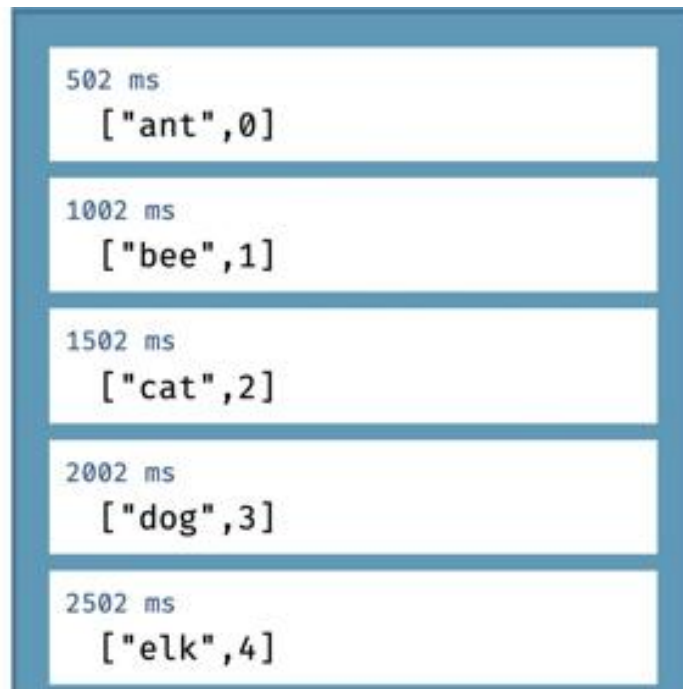 502 ms
["ant",0]
1002 ms
["bee",1]
1502 ms
["cat",2]
2002 ms
["dog",3]
2502 ms
["elk",4]